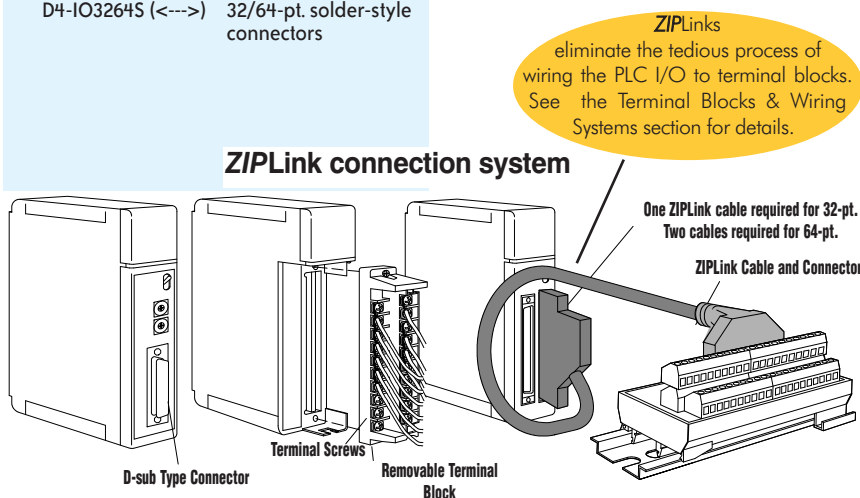 D4-IO3264S (<--->) 32/64-pt. solder-style
connectors
ZIPLinks
eliminate the tedious process of
wiring the PLC I/O to terminal blocks.
See the Terminal Blocks & Wiring
Systems section for details.
ZIPLink connection system
One ZIPLink cable required for 32-pt.
Two cables required for 64-pt.
ZIPLink Cable and Connector
Terminal Screws
D-sub Type Connector
Removable Terminal
Block